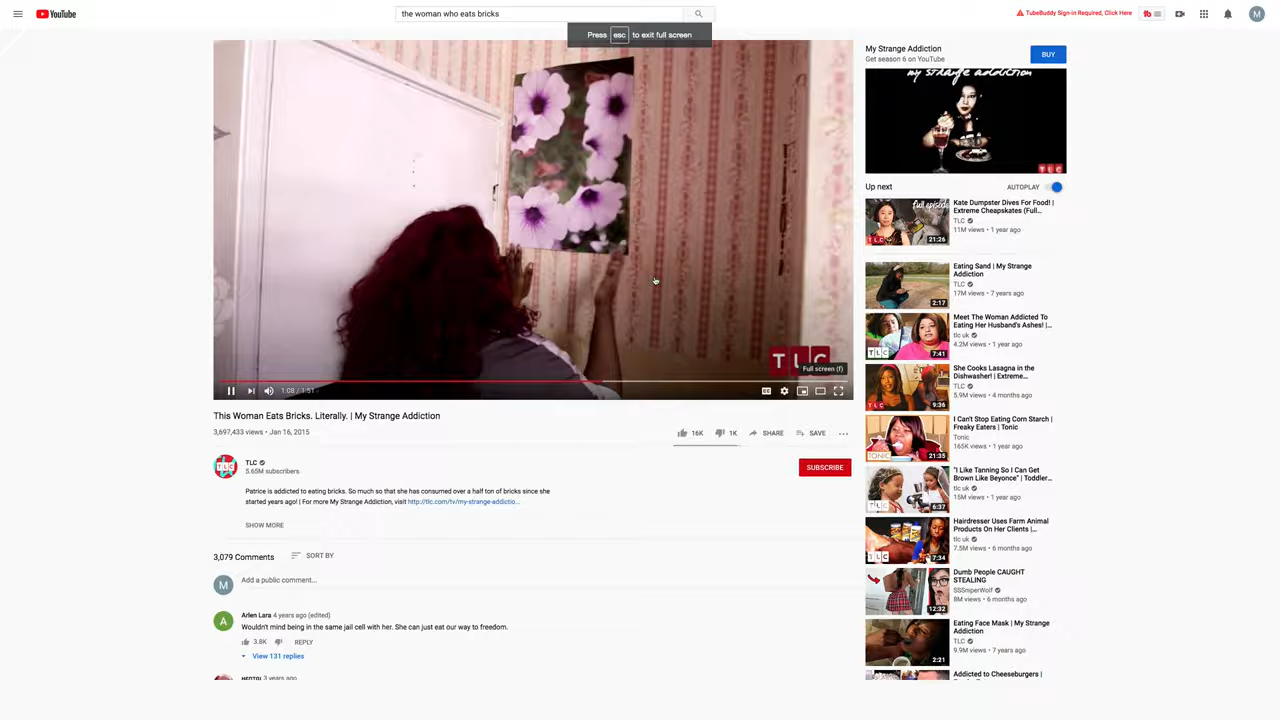 YouTube
the woman who eats bricks
TubeBuddy Sign-in Required, Click Here
M
Press esc to exit full screen
TLC
Full screen (f)
1:08 / 1:51
This Woman Eats Bricks. Literally. | My Strange Addiction
3,697,433 views • Jan 16, 2015
16K
1K
SHARE
SAVE
TLC
5.65M subscribers
SUBSCRIBE
Patrice is addicted to eating bricks. So much so that she has consumed over a half ton of bricks since she
started years ago! | For more My Strange Addiction, visit http://tlc.com/tv/my-strange-addictio...
SHOW MORE
3,079 Comments
SORT BY
M
Add a public comment...
A
Arlen Lara 4 years ago (edited)
Wouldn't mind being in the same jail cell with her. She can just eat our way to freedom.
3.8K
REPLY
View 131 replies
3 years ago
My Strange Addiction
Get season 6 on YouTube
BUY
my strange addiction
TLC
Up next
AUTOPLAY
full episode
TLC
21:26
Kate Dumpster Dives For Food! |
Extreme Cheapskates (Full...
TLC
11M views • 1 year ago
2:17
Eating Sand | My Strange
Addiction
TLC
17M views • 7 years ago
TLC
7:41
Meet The Woman Addicted To
Eating Her Husband's Ashes! |...
tlc uk
4.2M views • 1 year ago
TLC
9:36
She Cooks Lasagna in the
Dishwasher! | Extreme...
TLC
5.9M views • 4 months ago
TONIC
21:35
I Can't Stop Eating Corn Starch |
Freaky Eaters | Tonic
Tonic
165K views • 1 year ago
6:37
"I Like Tanning So I Can Get
Brown Like Beyonce" | Toddler...
tlc uk
15M views • 1 year ago
TLC
7:34
Hairdresser Uses Farm Animal
Products On Her Clients |...
tlc uk
7.5M views • 6 months ago
12:32
Dumb People CAUGHT
STEALING
SSSniperWolf
8M views • 6 months ago
2:21
Eating Face Mask | My Strange
Addiction
TLC
9.9M views • 7 years ago
Addicted to Cheeseburgers |